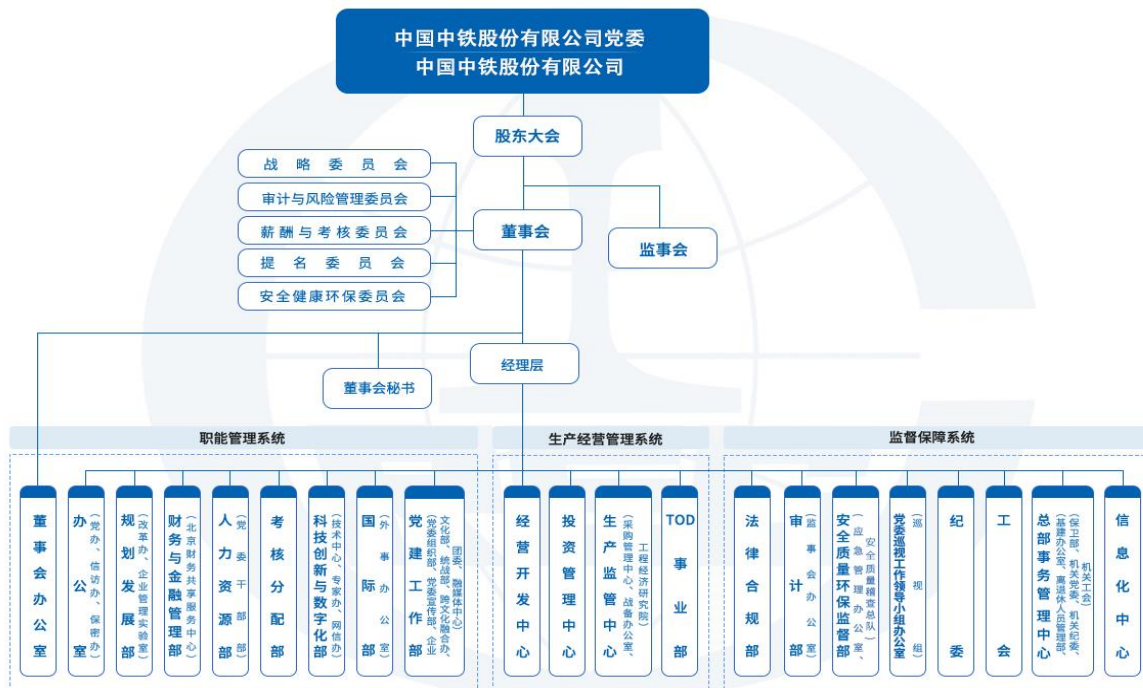 中国中铁股份有限公司党委
中国中铁股份有限公司
股东大会
战略委员会
审计与风险管理委员会
薪酬与考核委员会
提名委员会
安全健康环保委员会
董事会
监事会
经理层
董事会秘书
职能管理系统
生产经营管理系统
监督保障系统
董事会办公室
办公室
(党办、信访办、保密办)
规划发展部
(改革办、企业管理实验室)
财务与金融管理部
(北京财务共享服务中心)
人力资源部
(党委干部部)
考核分配部
科技创新与数字化部
(技术中心、专家办、网信办)
国际部
(外事办公室)
党建工作部
(党委组织部、党委宣传部、企业
文化部、统战部、跨文化融合办、
团委、融媒体中心)
经营开发中心
投资管理中心
生产监管中心
(采购管理中心、战备办公室、
工程经济研究院)
TOD事业部
法律合规部
审计部
(监事会办公室)
安全质量环保监督部
(应急管理办公室、
安全质量稽查总队)
党委巡视工作领导小组办公室
(巡视组)
纪委
工会
总部事务管理中心
(保卫部、机关党委、机关纪委、
基建办公室、离退休人员管理部、
机关工会)
信息化中心